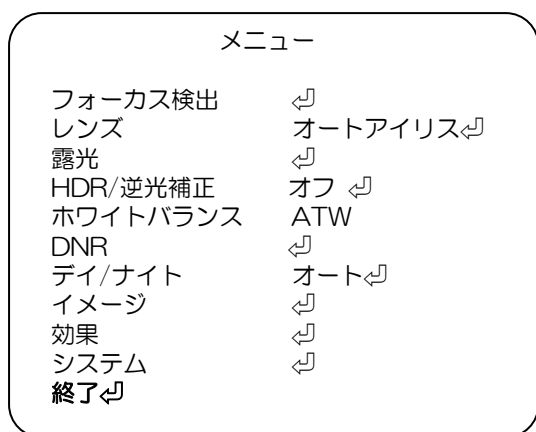 メニュー
フォーカス検出 ⏎
レンズ オートアイリス⏎
露光 ⏎
HDR/逆光補正 オフ ⏎
ホワイトバランス ATW
DNR ⏎
デイ/ナイト オート⏎
イメージ ⏎
効果 ⏎
システム ⏎
終了⏎